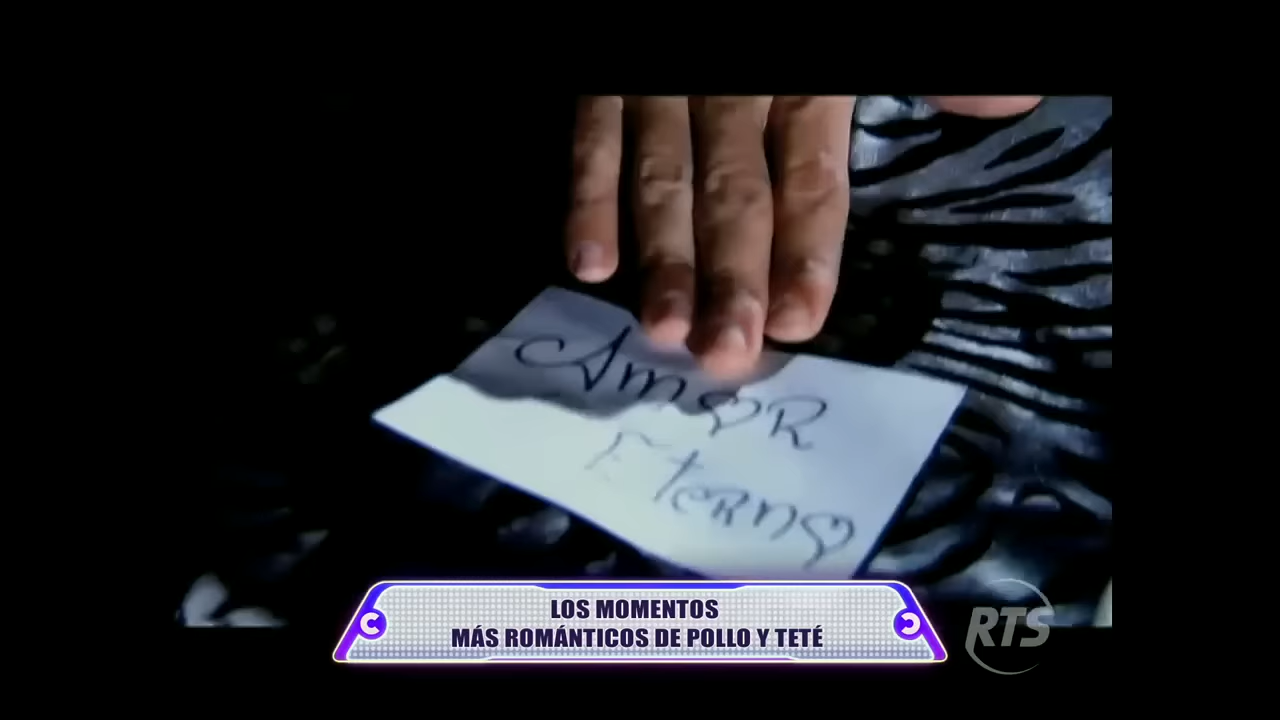 AmoR
EterNo
LOS MOMENTOS
MÁS ROMÁNTICOS DE POLLO Y TETÉ
RTS